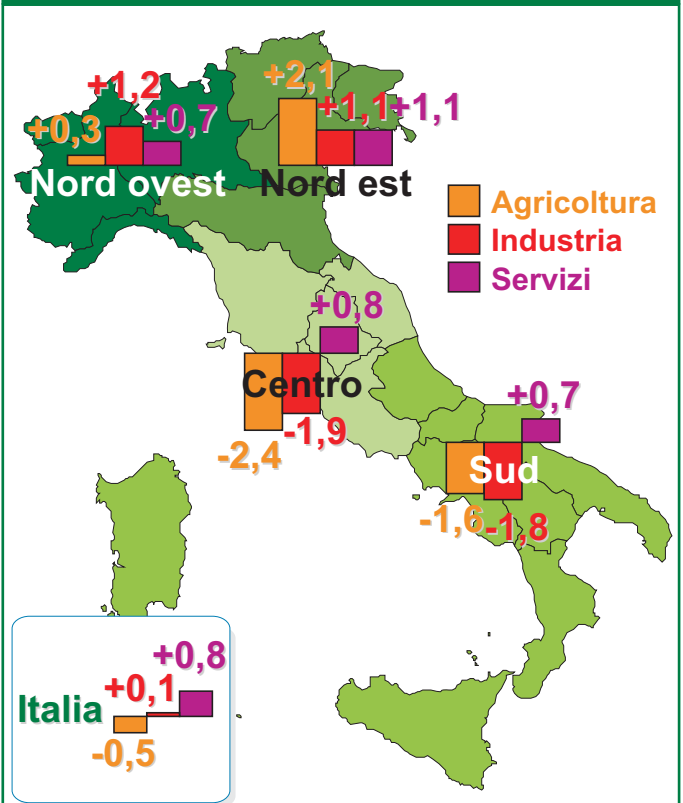 +0,3
+1,2
+0,7
Nord ovest
+2,1
+1,1
+1,1
Nord est
Agricoltura
Industria
Servizi
+0,8
Centro
-2,4
-1,9
+0,7
Sud
-1,6
-1,8
Italia
-0,5
+0,1
+0,8